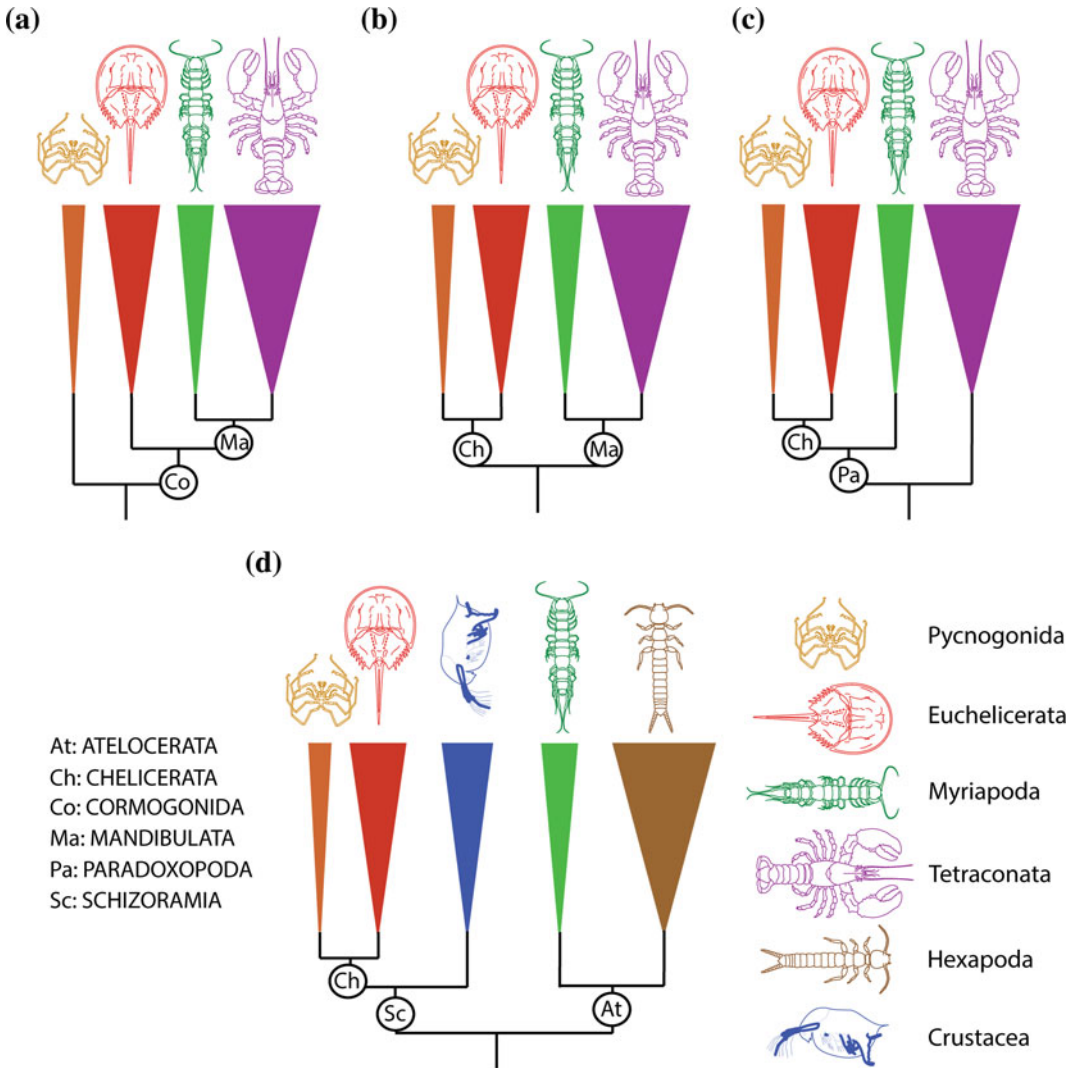 (a)
(b)
(c)
Ma
Co
Ch
Ma
Ch
Pa
(d)
At: ATELOCERATA
Ch: CHELICERATA
Co: CORMOGONIDA
Ma: MANDIBULATA
Pa: PARADOXOPODA
Sc: SCHIZORAMIA
Ch
Sc
At
Pycnogonida
Euchelicerata
Myriapoda
Tetraconata
Hexapoda
Crustacea